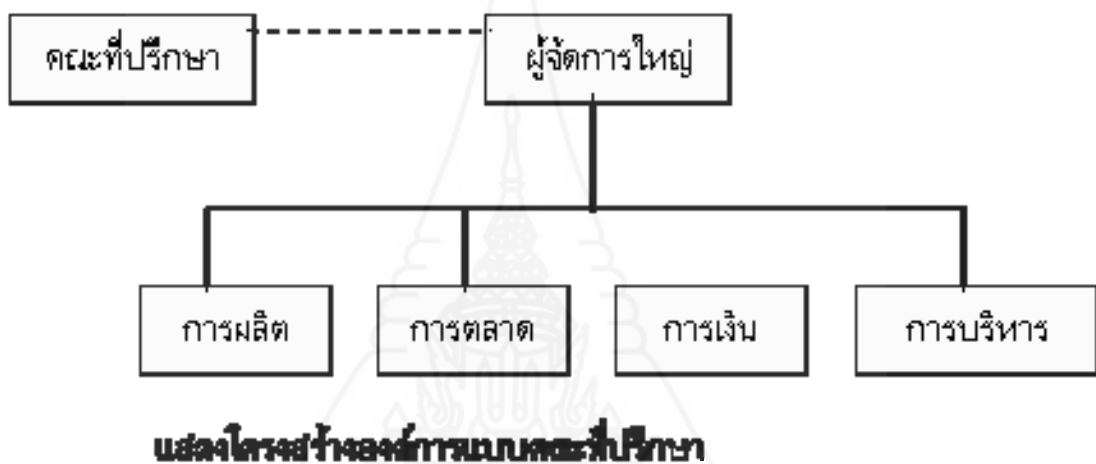 คณะที่ปรึกษา
ผู้จัดการใหญ่
การผลิต
การตลาด
การเงิน
การบริหาร
แสดงโครงสร้างองค์การแบบคณะที่ปรึกษา